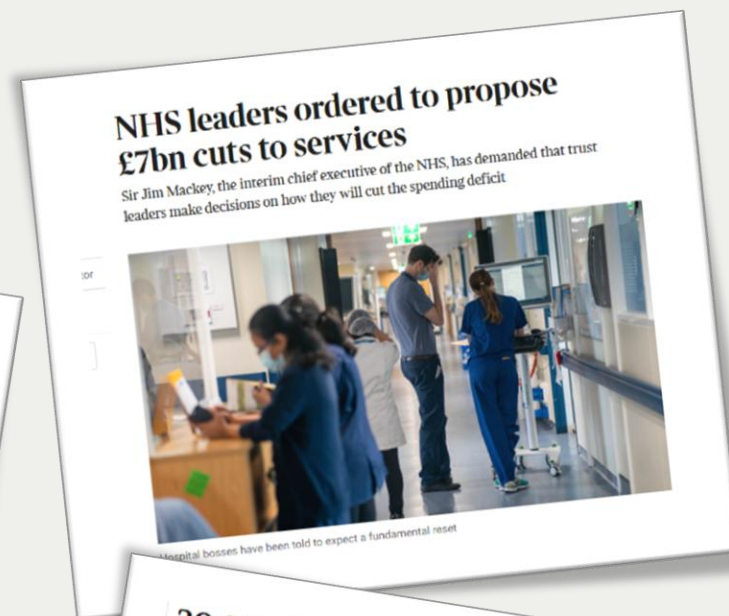 NHS leaders ordered to propose
£7bn cuts to services
Sir Jim Mackey, the interim chief executive of the NHS, has demanded that trust
leaders make decisions on how they will cut the spending deficit
or
Hospital bosses have been told to expect a fundamental reset